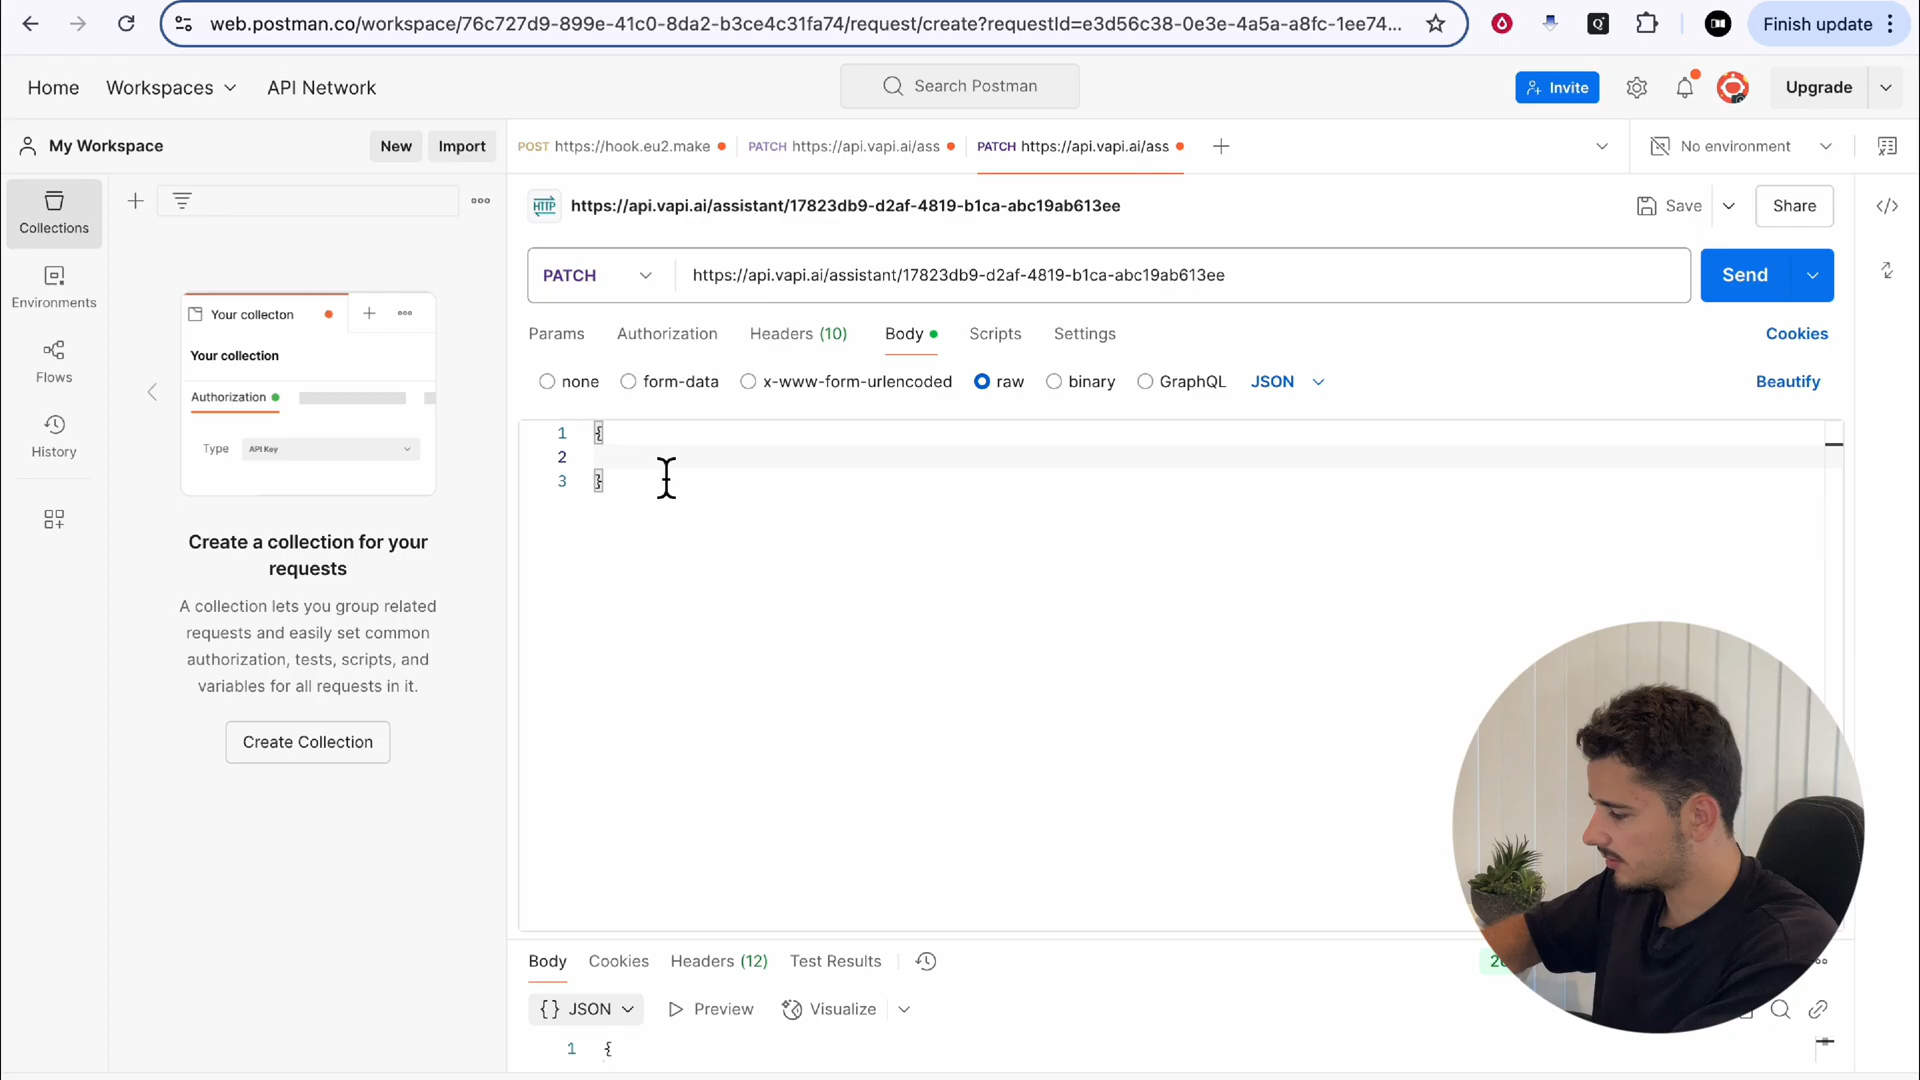 web.postman.co/workspace/76c727d9-899e-41c0-8da2-b3ce4c31fa74/request/create?requestId=e3d56c38-0e3e-4a5a-a8fc-1ee74...
Finish update
Home
Workspaces
API Network
Search Postman
Invite
Upgrade
My Workspace
New
Import
POST https://hook.eu2.make
PATCH https://api.vapi.ai/ass
PATCH https://api.vapi.ai/ass
No environment
Collections
Environments
Flows
History
Your collecton
Your collection
Authorization
Type
API Key
Create a collection for your
requests
A collection lets you group related
requests and easily set common
authorization, tests, scripts, and
variables for all requests in it.
Create Collection
HTTP
https://api.vapi.ai/assistant/17823db9-d2af-4819-b1ca-abc19ab613ee
Save
Share
PATCH
https://api.vapi.ai/assistant/17823db9-d2af-4819-b1ca-abc19ab613ee
Send
Params
Authorization
Headers (10)
Body
Scripts
Settings
Cookies
none
form-data
x-www-form-urlencoded
raw
binary
GraphQL
JSON
Beautify
1 {
2
3 }
Body
Cookies
Headers (12)
Test Results
{} JSON
Preview
Visualize
1 {